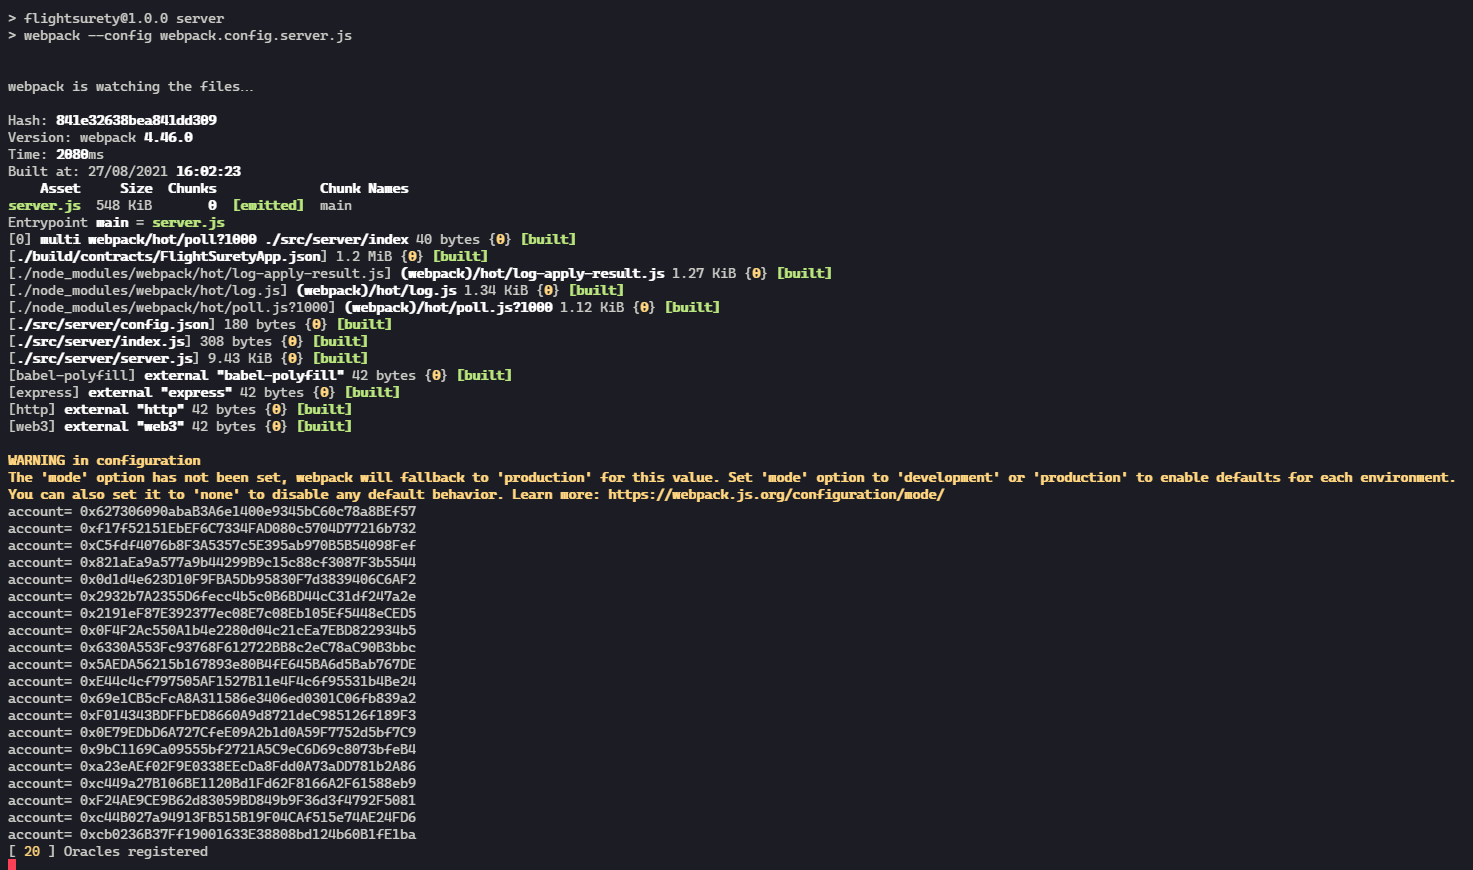 > flightsurety@1.0.0 server
> webpack --config webpack.config.server.js
webpack is watching the files…
Hash: 841e32638bea841dd309
Version: webpack 4.46.0
Time: 2080ms
Built at: 27/08/2021 16:02:23
Asset Size Chunks Chunk Names
server.js 548 KiB 0 [emitted] main
Entrypoint main = server.js
[0] multi webpack/hot/poll?1000 ./src/server/index 40 bytes {0} [built]
[./build/contracts/FlightSuretyApp.json] 1.2 MiB {0} [built]
[./node_modules/webpack/hot/log-apply-result.js] (webpack)/hot/log-apply-result.js 1.27 KiB {0} [built]
[./node_modules/webpack/hot/log.js] (webpack)/hot/log.js 1.34 KiB {0} [built]
[./node_modules/webpack/hot/poll.js?1000] (webpack)/hot/poll.js?1000 1.12 KiB {0} [built]
[./src/server/config.json] 180 bytes {0} [built]
[./src/server/index.js] 308 bytes {0} [built]
[./src/server/server.js] 9.43 KiB {0} [built]
[babel-polyfill] external "babel-polyfill" 42 bytes {0} [built]
[express] external "express" 42 bytes {0} [built]
[http] external "http" 42 bytes {0} [built]
[web3] external "web3" 42 bytes {0} [built]
WARNING in configuration
The 'mode' option has not been set, webpack will fallback to 'production' for this value. Set 'mode' option to 'development' or 'production' to enable defaults for each environment.
You can also set it to 'none' to disable any default behavior. Learn more: https://webpack.js.org/configuration/mode/
account= 0x627306090abaB3A6e1400e9345bC60c78a8BEf57
account= 0xf17f52151EbEF6C7334FAD080c5704D77216b732
account= 0xC5fdf4076b8F3A5357c5E395ab970B5B54098Fef
account= 0x821aEa9a577a9b44299B9c15c88cf3087F3b5544
account= 0x0d1d4e623D10F9FBA5Db95830F7d3839406C6AF2
account= 0x2932b7A2355D6fecc4b5c0B6BD44cC31df247a2e
account= 0x2191eF87E392377ec08E7c08Eb105Ef5448eCED5
account= 0x0F4F2Ac550A1b4e2280d04c21cEa7EBD822934b5
account= 0x6330A553Fc93768F612722BB8c2eC78aC90B3bbc
account= 0x5AEDA56215b167893e80B4fE645BA6d5Bab767DE
account= 0xE44c4cf797505AF1527B11e4F4c6f95531b4Be24
account= 0x69e1CB5cFcA8A311586e3406ed0301C06fb839a2
account= 0xF014343BDFFbED8660A9d8721deC985126f189F3
account= 0x0E79EDbD6A727CfeE09A2b1d0A59F7752d5bf7C9
account= 0x9bC1169Ca09555bf2721A5C9eC6D69c8073bfeB4
account= 0xa23eAEf02F9E0338EEcDa8Fdd0A73aDD781b2A86
account= 0xc449a27B106BE1120Bd1Fd62F8166A2F61588eb9
account= 0xF24AE9CE9B62d83059BD849b9F36d3f4792F5081
account= 0xc44B027a94913FB515B19F04CAf515e74AE24FD6
account= 0xcb0236B37Ff19001633E38808bd124b60B1fE1ba
[ 20 ] Oracles registered